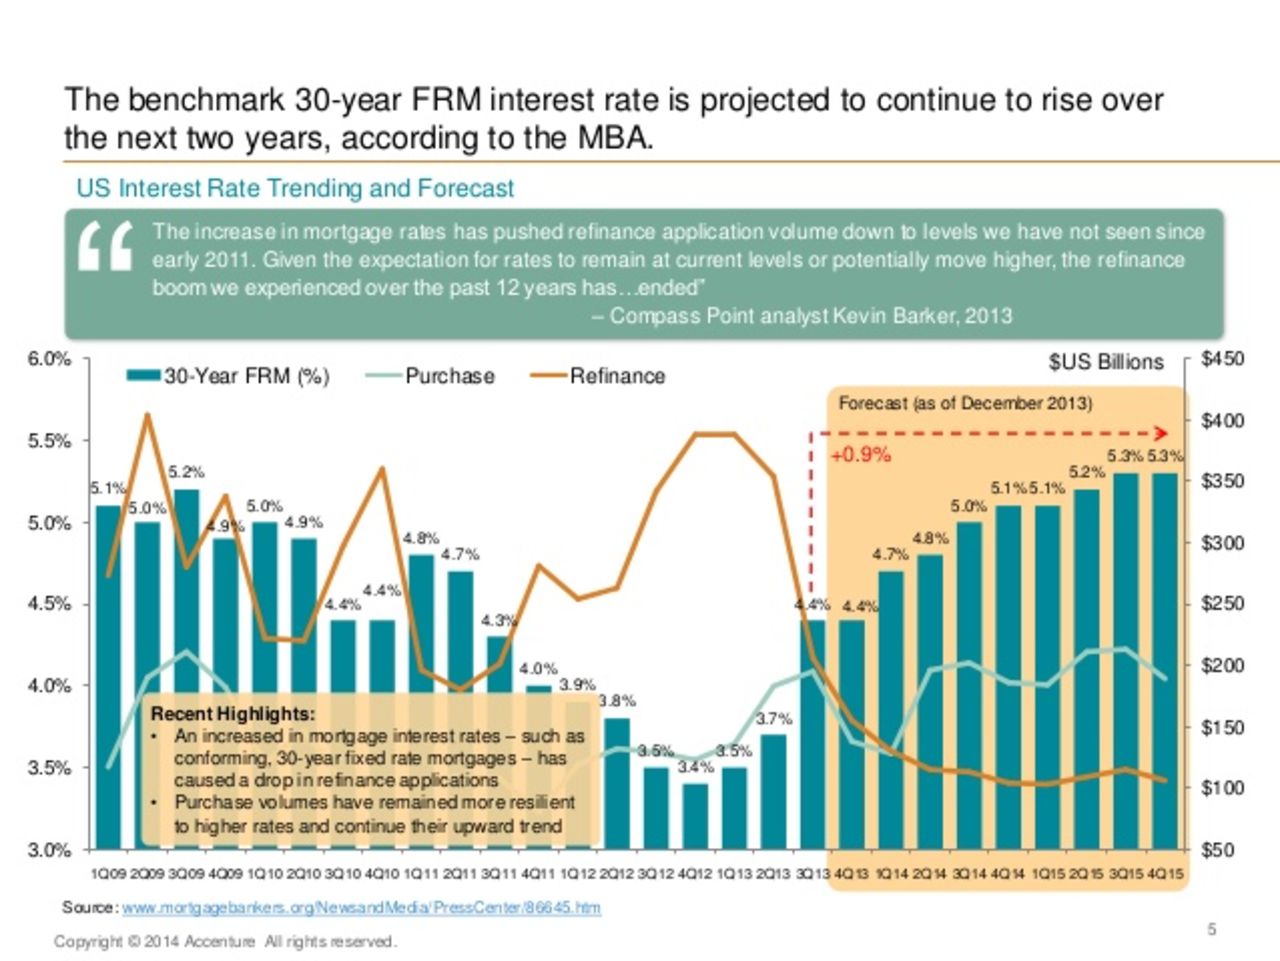 The benchmark 30-year FRM interest rate is projected to continue to rise over
the next two years, according to the MBA.
US Interest Rate Trending and Forecast
“
The increase in mortgage rates has pushed refinance application volume down to levels we have not seen since
early 2011. Given the expectation for rates to remain at current levels or potentially move higher, the refinance
boom we experienced over the past 12 years has…ended”
– Compass Point analyst Kevin Barker, 2013
30-Year FRM (%) Purchase Refinance
$US Billions
Forecast (as of December 2013)
+0.9%
6.0%
5.5%
5.0%
4.5%
4.0%
3.5%
3.0%
$450
$400
$350
$300
$250
$200
$150
$100
$50
5.1% 5.0% 5.2% 4.9% 5.0% 4.9% 4.4% 4.4% 4.8% 4.7% 4.3% 4.0% 3.9% 3.8% 3.5% 3.4% 3.5% 3.7% 4.4% 4.4% 4.7% 4.8% 5.0% 5.1% 5.1% 5.2% 5.3% 5.3%
Recent Highlights:
• An increased in mortgage interest rates – such as
conforming, 30-year fixed rate mortgages – has
caused a drop in refinance applications
• Purchase volumes have remained more resilient
to higher rates and continue their upward trend
1Q09 2Q09 3Q09 4Q09 1Q10 2Q10 3Q10 4Q10 1Q11 2Q11 3Q11 4Q11 1Q12 2Q12 3Q12 4Q12 1Q13 2Q13 3Q13 4Q13 1Q14 2Q14 3Q14 4Q14 1Q15 2Q15 3Q15 4Q15
Source: www.mortgagebankers.org/NewsandMedia/PressCenter/86645.htm
Copyright © 2014 Accenture All rights reserved.
5